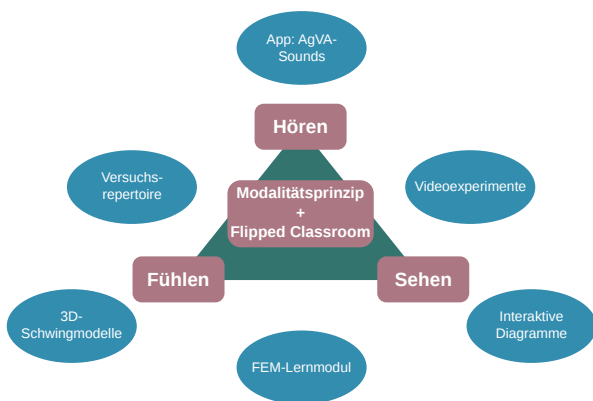 App: AgVA-
Sounds
Hören
Versuchs-
repertoire
Modalitätsprinzip
+
Flipped Classroom
Videoexperimente
Fühlen
Sehen
3D-
Schwingmodelle
Interaktive
Diagramme
FEM-Lernmodul